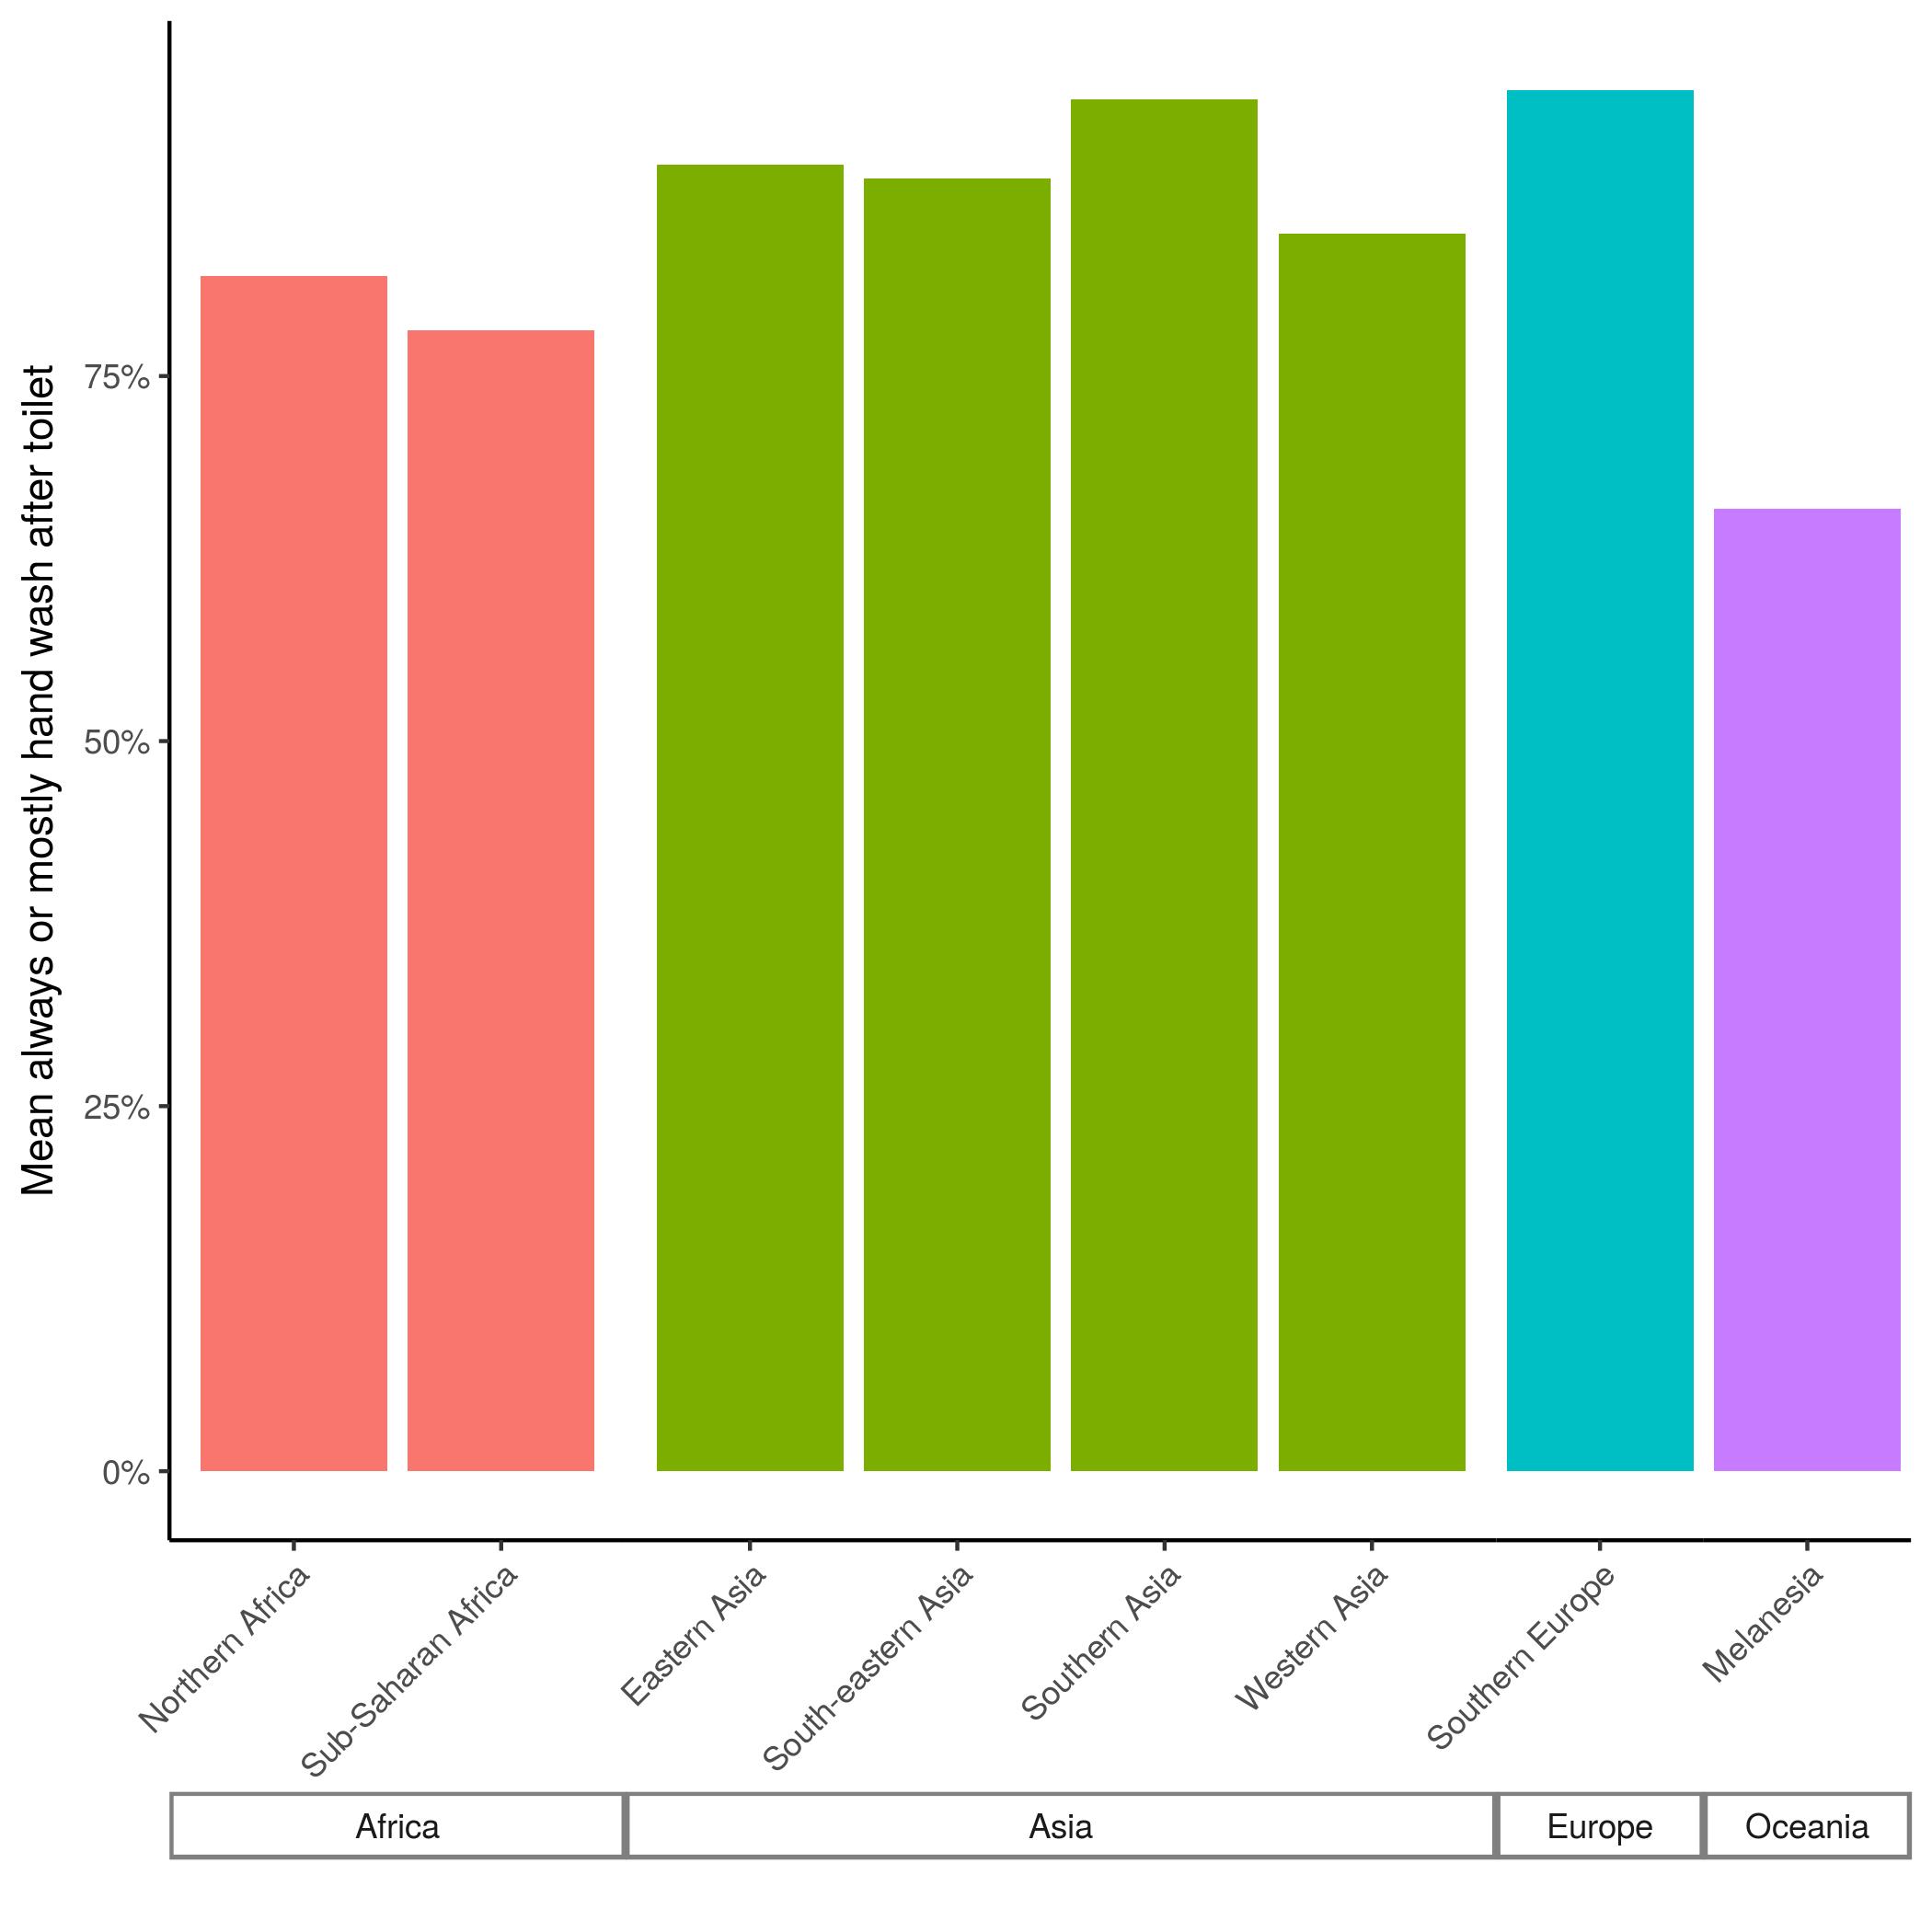 Mean always or mostly hand wash after toilet
75%
50%
25%
0%
Northern Africa
Sub-Saharan Africa
Eastern Asia
South-eastern Asia
Southern Asia
Western Asia
Southern Europe
Melanesia
Africa
Asia
Europe
Oceania